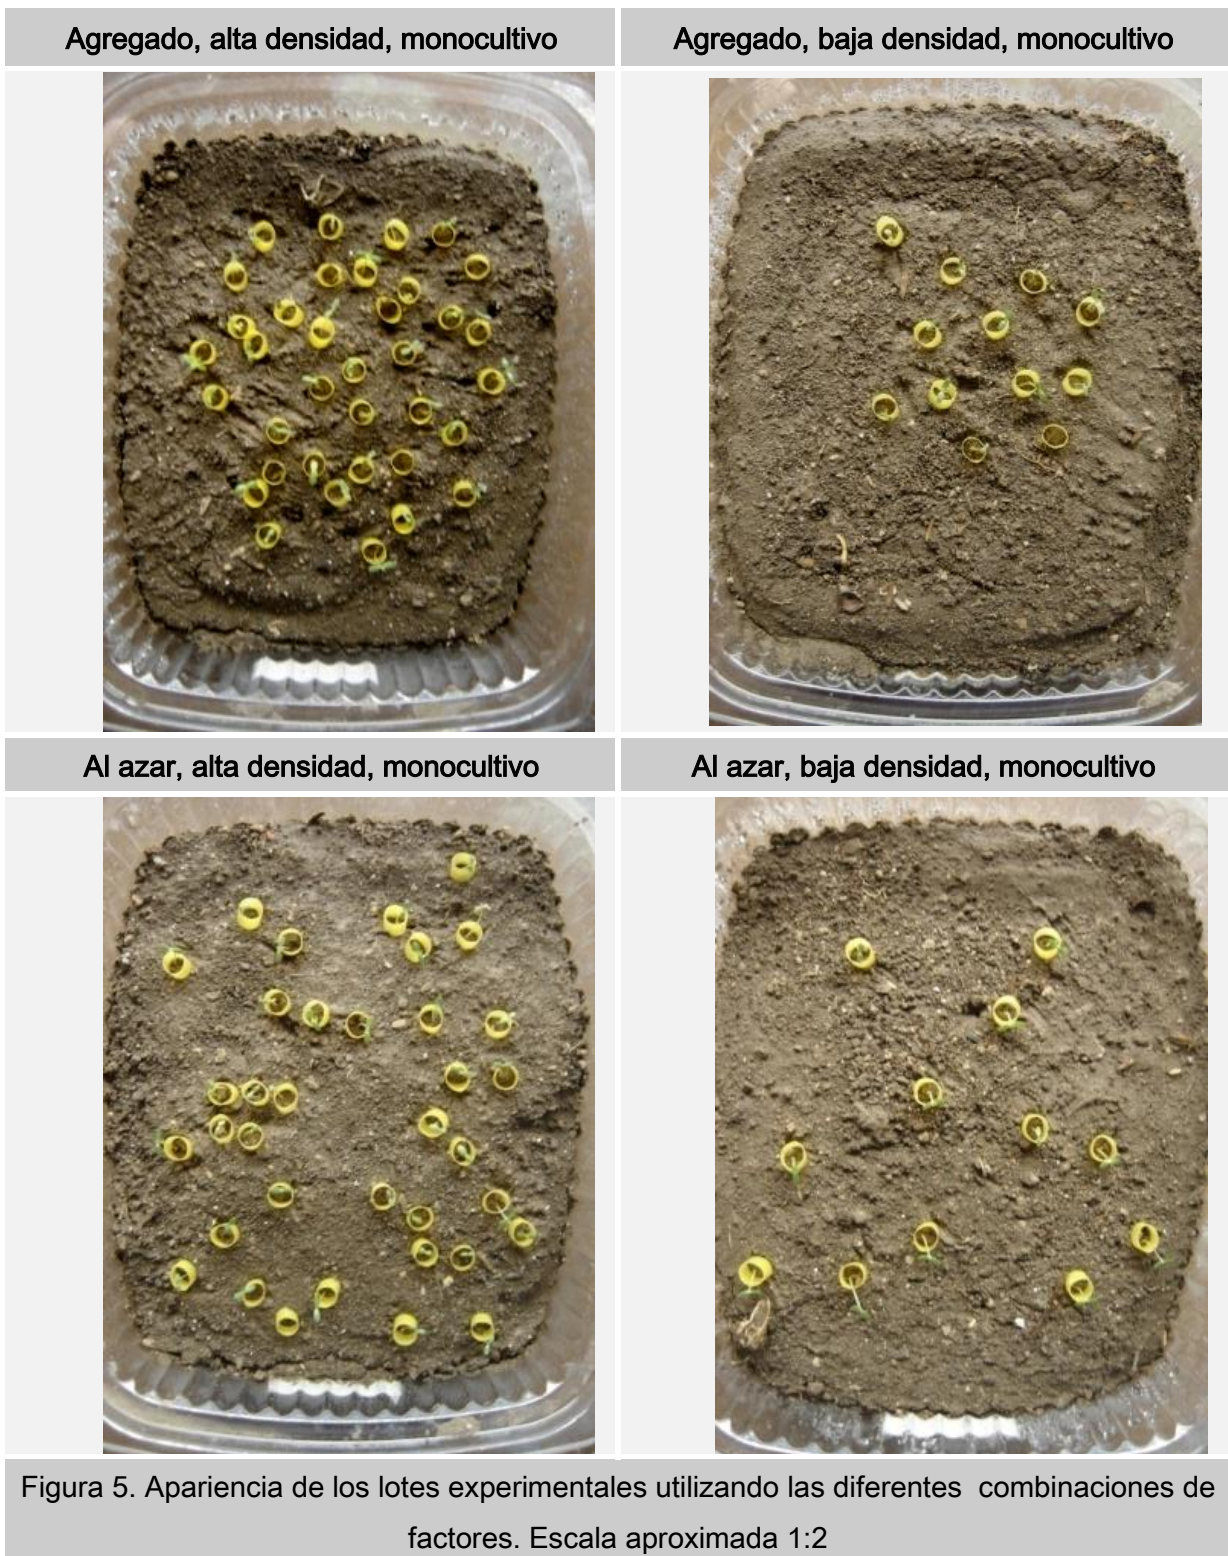 Agregado, alta densidad, monocultivo
Agregado, baja densidad, monocultivo
Al azar, alta densidad, monocultivo
Al azar, baja densidad, monocultivo
Figura 5. Apariencia de los lotes experimentales utilizando las diferentes combinaciones de
factores. Escala aproximada 1:2